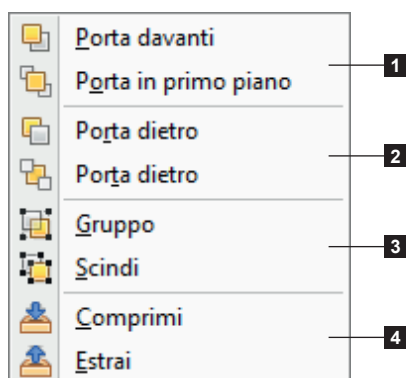 Porta davanti
Porta in primo piano
1
Porta dietro
Porta dietro
2
Gruppo
Scindi
3
Comprimi
Estrai
4